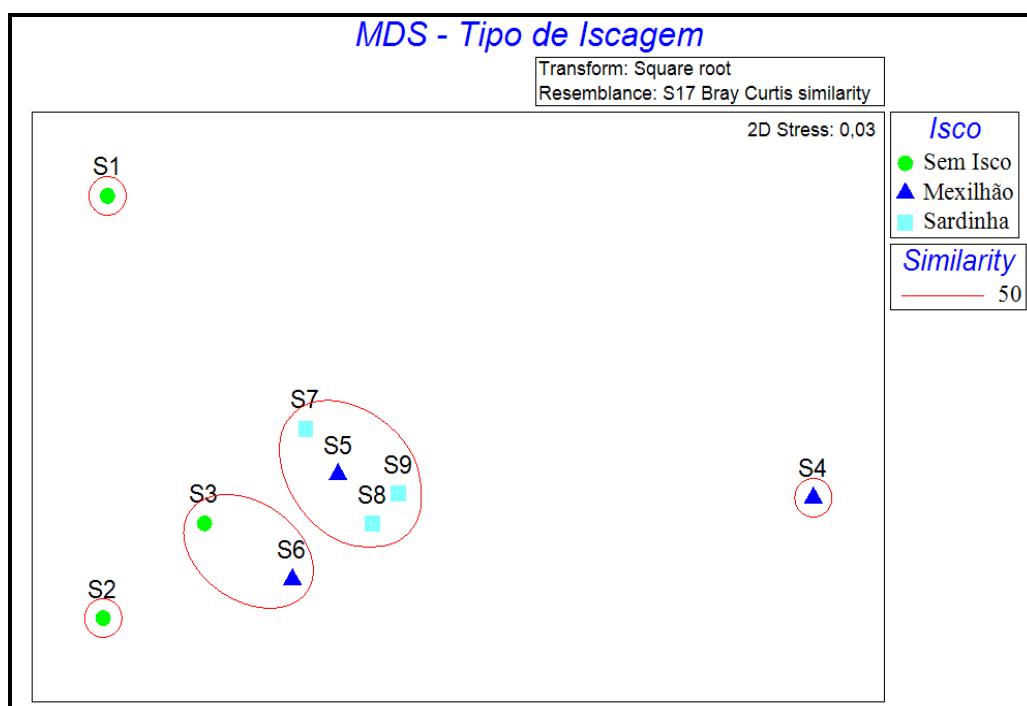 MDS - Tipo de Iscagem
Transform: Square root
Resemblance: S17 Bray Curtis similarity
2D Stress: 0,03
Isco
Sem Isco
Mexilhão
Sardinha
Similarity
50
S1
S7
S5
S9
S4
S8
S3
S6
S2